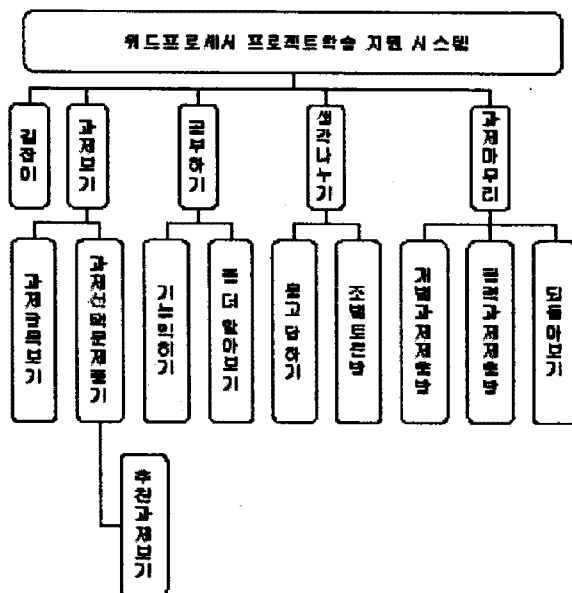 워드프로세서 프로젝트학습 지원 시스템
길잡이
과제보기
공부하기
생각나누기
과제마무리
과제목록보기
과제선택문제풀기
기능익히기
좀 더 알아보기
묻고 답하기
조별토론방
개별과제제출방
협력과제제출방
되돌아보기
추천과제보기